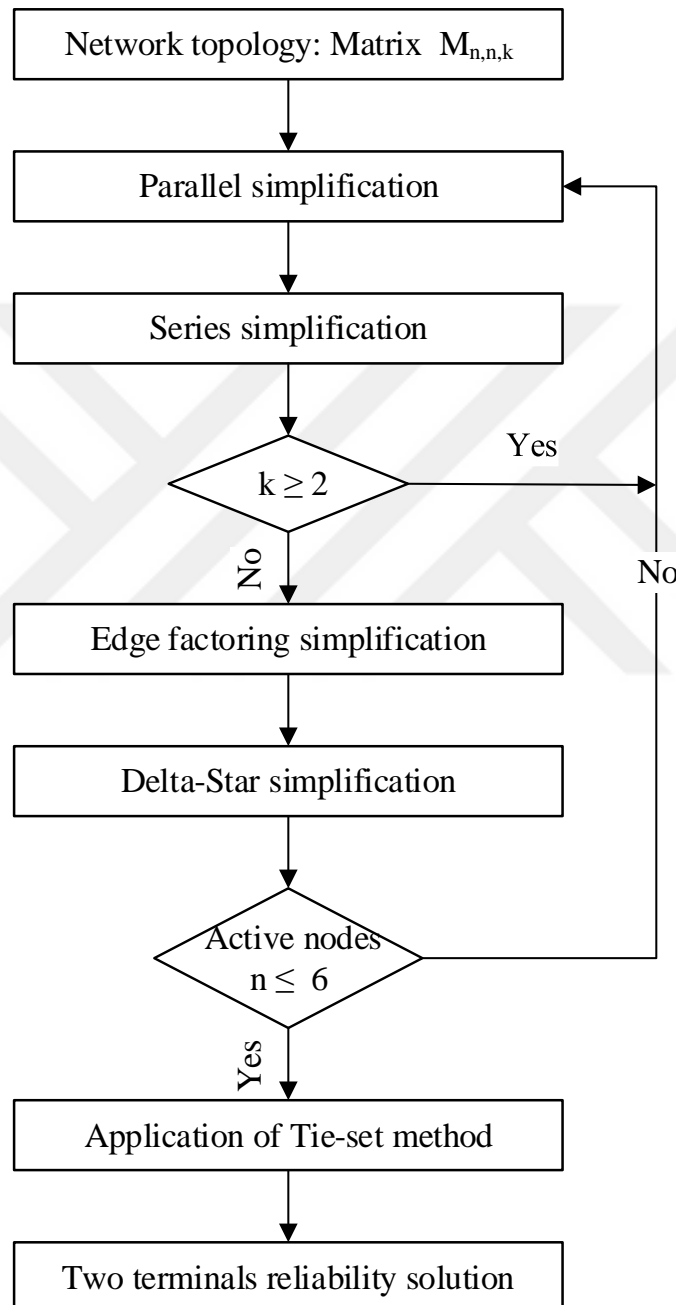 Network topology: Matrix Mn,n,k
Parallel simplification
Series simplification
Yes
k ≥ 2
No
No
Edge factoring simplification
Delta-Star simplification
Active nodes
n ≤ 6
Yes
Application of Tie-set method
Two terminals reliability solution